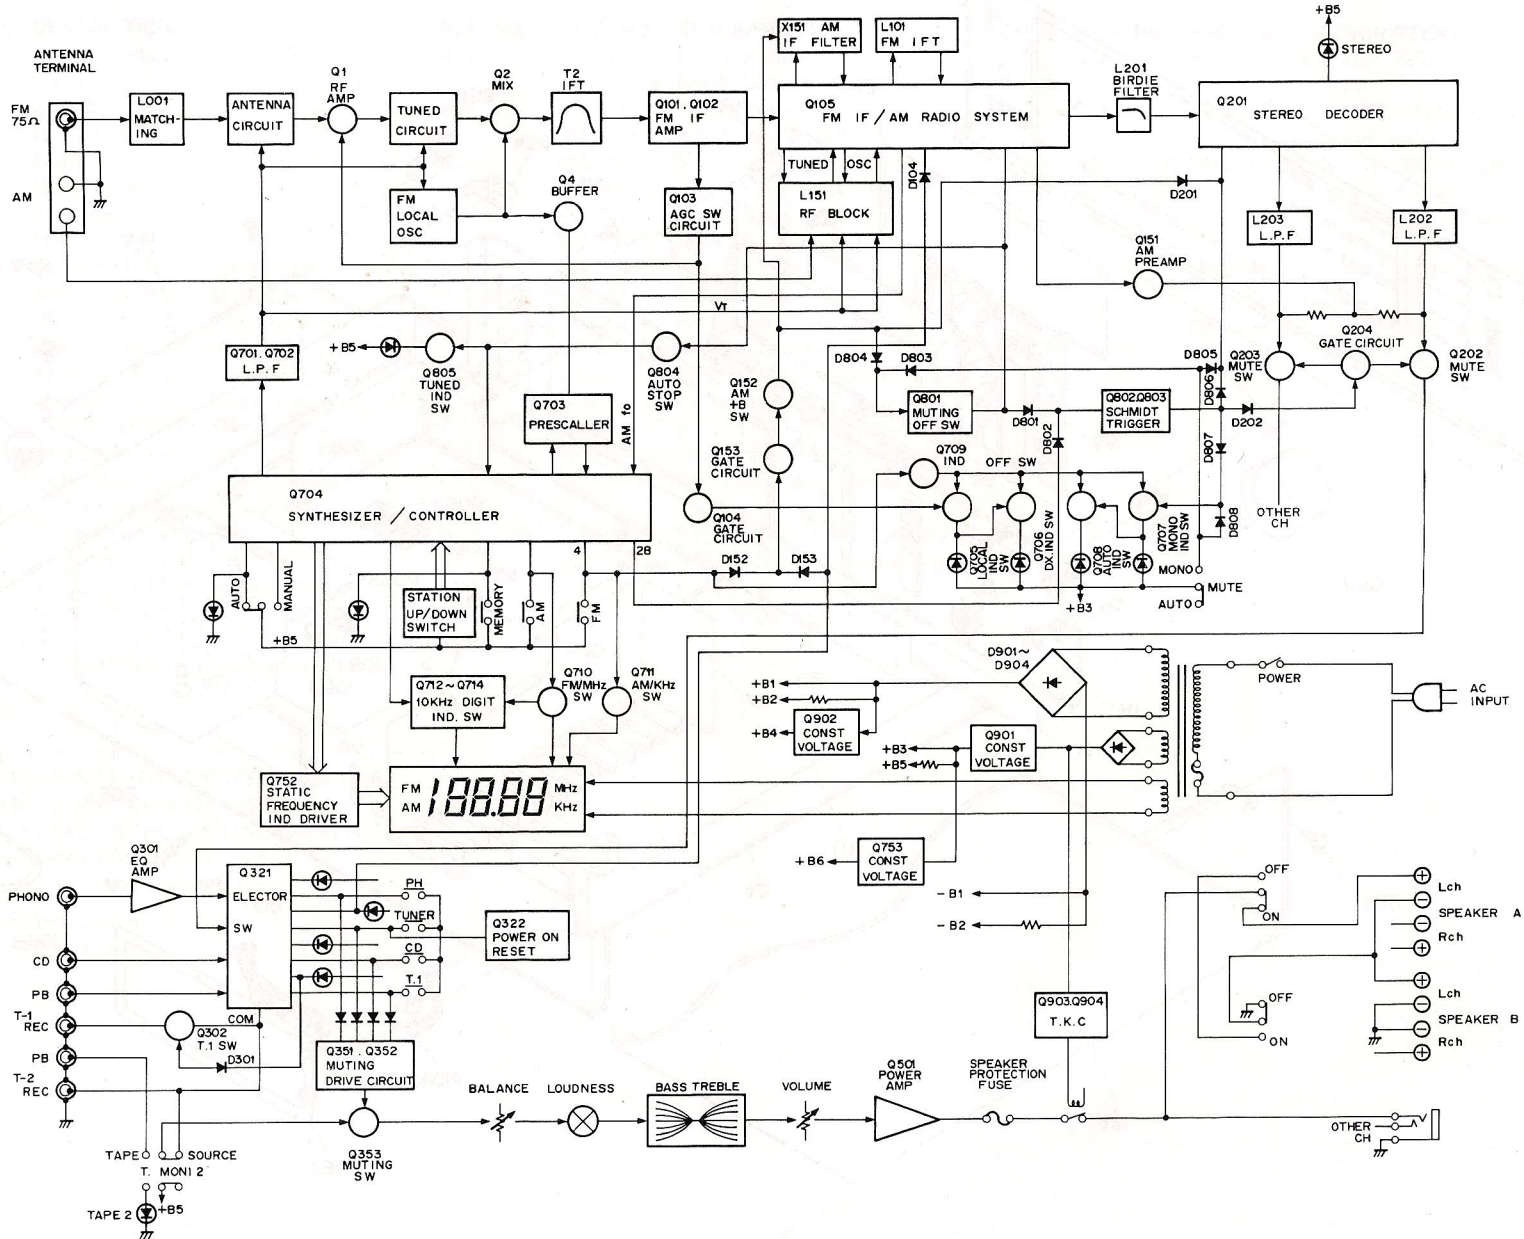 ANTENNA
TERMINAL
FM
75Ω
AM
L001
MATCH-
ING
ANTENNA
CIRCUIT
Q1
RF
AMP
TUNED
CIRCUIT
Q2
MIX
T2
IFT
Q101 . Q102
FM IF
AMP
X151 AM
IF FILTER
L101
FM IFT
Q105
FM IF / AM RADIO SYSTEM
L201
BIRDIE
FILTER
+B5
STEREO
Q201
STEREO DECODER
FM
LOCAL
OSC
Q4
BUFFER
Q103
AGC SW
CIRCUIT
TUNED
OSC
D104
L151
RF BLOCK
D201
L203
L.P.F
L202
L.P.F
Q151
AM
PREAMP
VT
Q701 . Q702
L.P.F
+B5
Q805
TUNED
IND
SW
Q804
AUTO
STOP
SW
Q703
PRESCALLER
AM fo
Q152
AM
+B
SW
Q153
GATE
CIRCUIT
D804
D803
Q801
MUTING
OFF SW
D801
D802
Q802,Q803
SCHMIDT
TRIGGER
D805
D806
D202
D807
D808
Q203
MUTE
SW
Q204
GATE CIRCUIT
Q202
MUTE
SW
OTHER
CH
Q704
SYNTHESIZER / CONTROLLER
Q104
GATE
CIRCUIT
Q709
IND
OFF SW
Q705
LOCAL
IND
SW
Q706
DX.IND SW
Q708
AUTO
IND
SW
Q707
MONO
IND SW
+B3
MONO
MUTE
AUTO
D152
D153
4
28
AUTO
MANUAL
+B5
STATION
UP/DOWN
SWITCH
MEMORY
AM
FM
Q712~Q714
10KHz DIGIT
IND. SW
Q710
FM/MHz
SW
Q711
AM/KHz
SW
Q752
STATIC
FREQUENCY
IND DRIVER
FM
AM
188.88
MHz
KHz
D901~
D904
+B1
+B2
+B4
Q902
CONST
VOLTAGE
+B3
+B5
Q901
CONST
VOLTAGE
POWER
AC
INPUT
+B6
Q753
CONST
VOLTAGE
-B1
-B2
Q301
EQ
AMP
PHONO
CD
PB
T-1
REC
PB
T-2
REC
Q321
ELECTOR
SW
COM
PH
TUNER
CD
T.1
Q322
POWER ON
RESET
Q302
T.1 SW
D301
Q351 . Q352
MUTING
DRIVE CIRCUIT
Q353
MUTING
SW
TAPE
SOURCE
T. MONI 2
+B5
TAPE 2
BALANCE
LOUDNESS
BASS TREBLE
VOLUME
Q501
POWER
AMP
SPEAKER
PROTECTION
FUSE
Q903.Q904
T.K.C
OFF
ON
OFF
ON
Lch
SPEAKER A
Rch
Lch
SPEAKER B
Rch
OTHER
CH